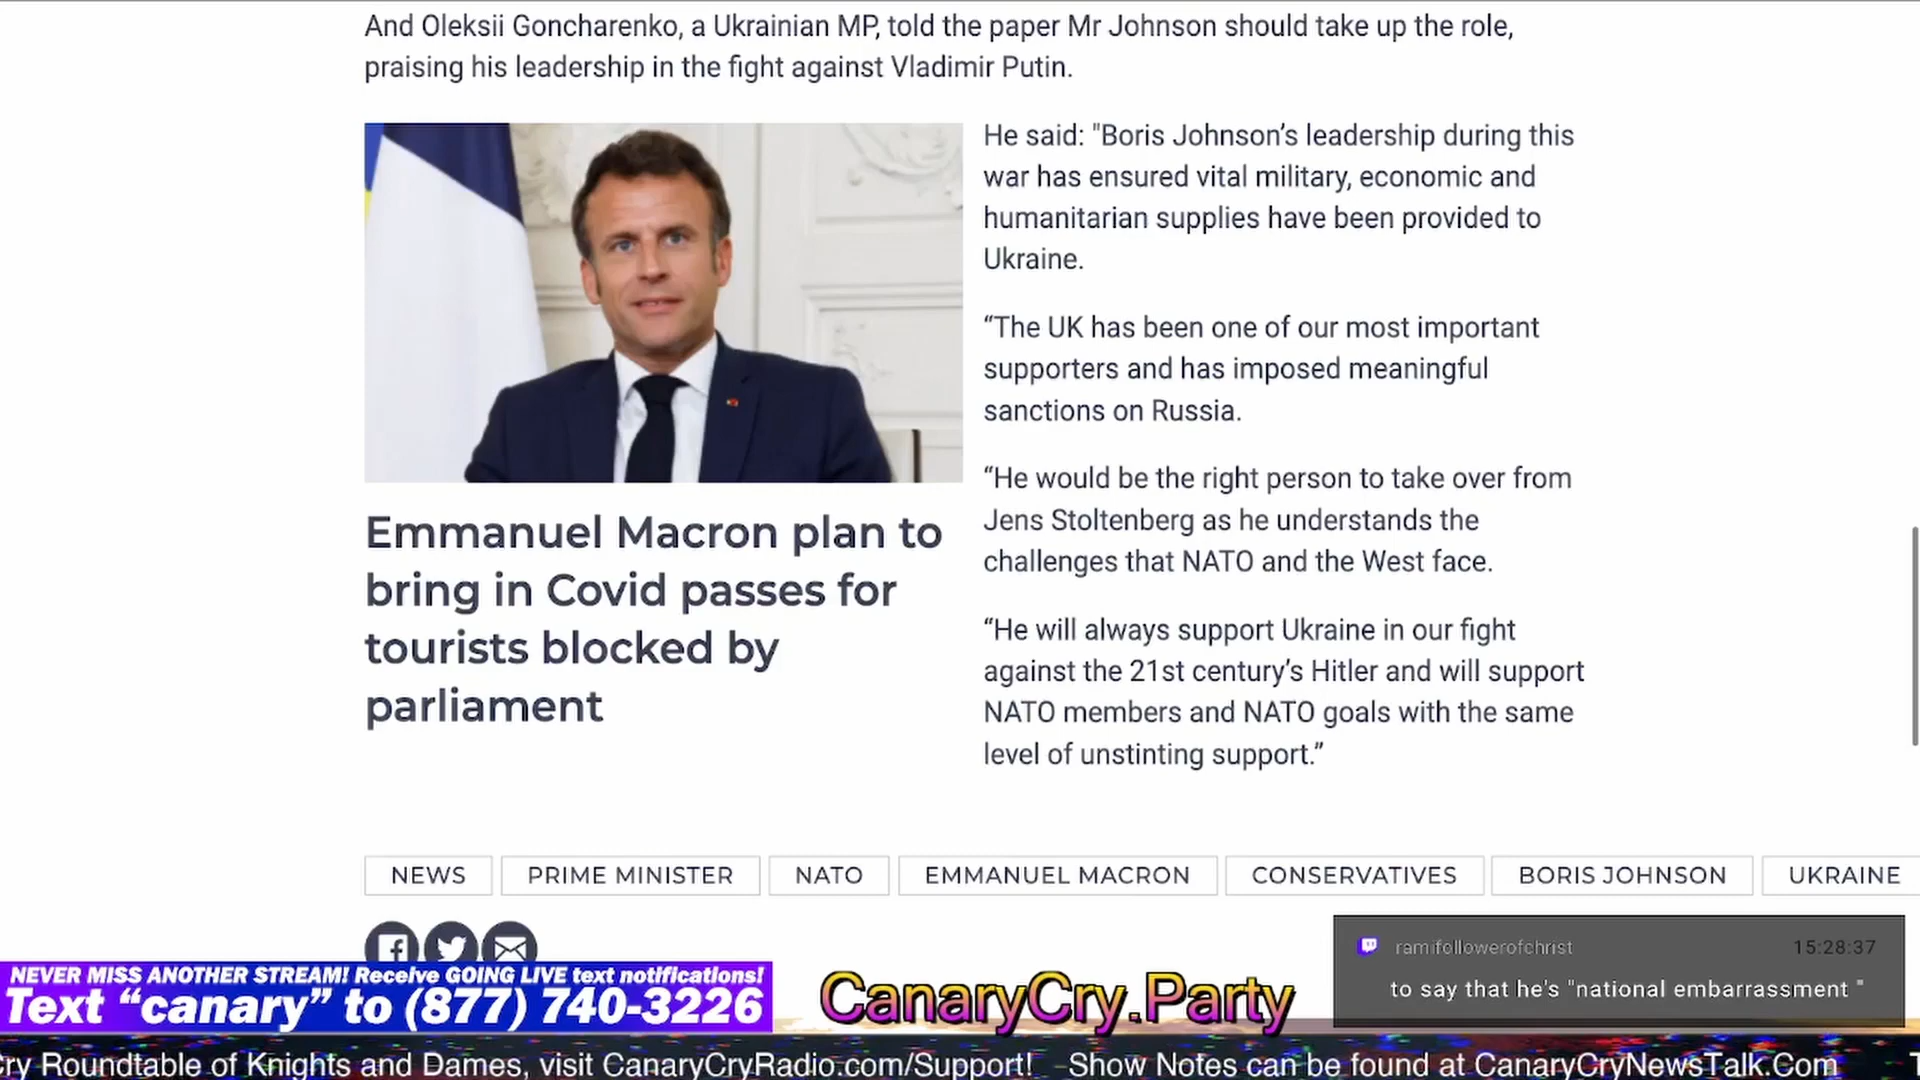 And Oleksii Goncharenko, a Ukrainian MP, told the paper Mr Johnson should take up the role,
praising his leadership in the fight against Vladimir Putin.
Emmanuel Macron plan to
bring in Covid passes for
tourists blocked by
parliament
He said: "Boris Johnson’s leadership during this
war has ensured vital military, economic and
humanitarian supplies have been provided to
Ukraine.
“The UK has been one of our most important
supporters and has imposed meaningful
sanctions on Russia.
“He would be the right person to take over from
Jens Stoltenberg as he understands the
challenges that NATO and the West face.
“He will always support Ukraine in our fight
against the 21st century’s Hitler and will support
NATO members and NATO goals with the same
level of unstinting support.”
NEWS PRIME MINISTER NATO EMMANUEL MACRON CONSERVATIVES BORIS JOHNSON UKRAINE
NEVER MISS ANOTHER STREAM! Receive GOING LIVE text notifications!
Text “canary” to (877) 740-3226
CanaryCry.Party
ramifollowerofchrist 15:28:37
to say that he's "national embarrassment "
Cry Roundtable of Knights and Dames, visit CanaryCryRadio.com/Support! Show Notes can be found at CanaryCryNewsTalk.Com T